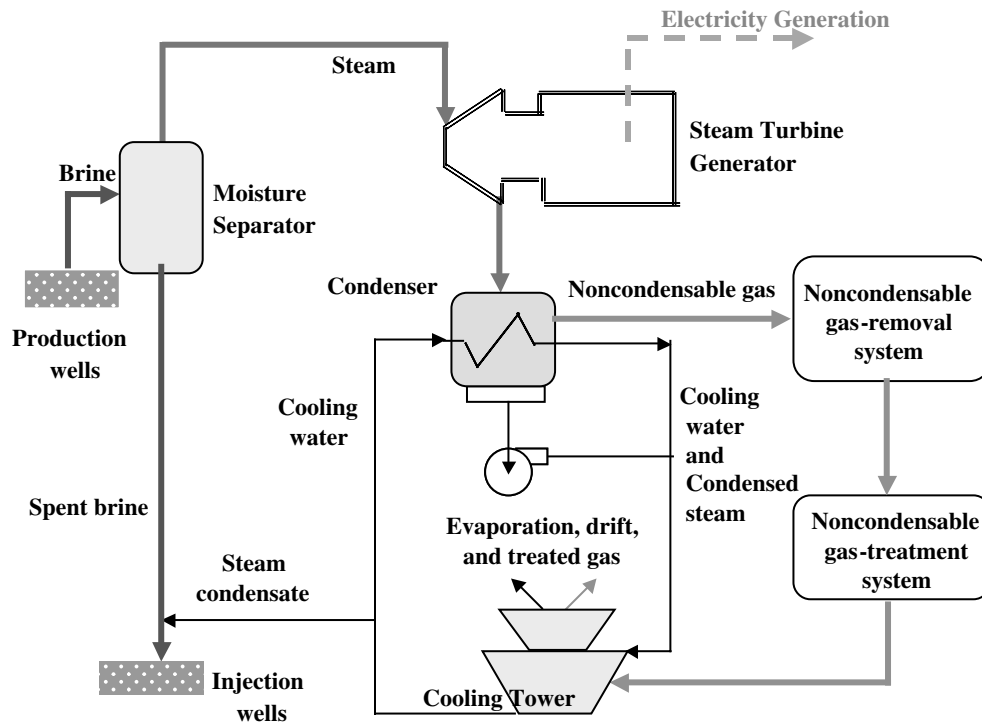 Electricity Generation
Steam
Steam Turbine
Generator
Brine
Moisture
Separator
Condenser
Noncondensable gas
Noncondensable
gas-removal
system
Production
wells
Cooling
water
Cooling
water
and
Condensed
steam
Spent brine
Evaporation, drift,
and treated gas
Noncondensable
gas-treatment
system
Steam
condensate
Injection
wells
Cooling Tower